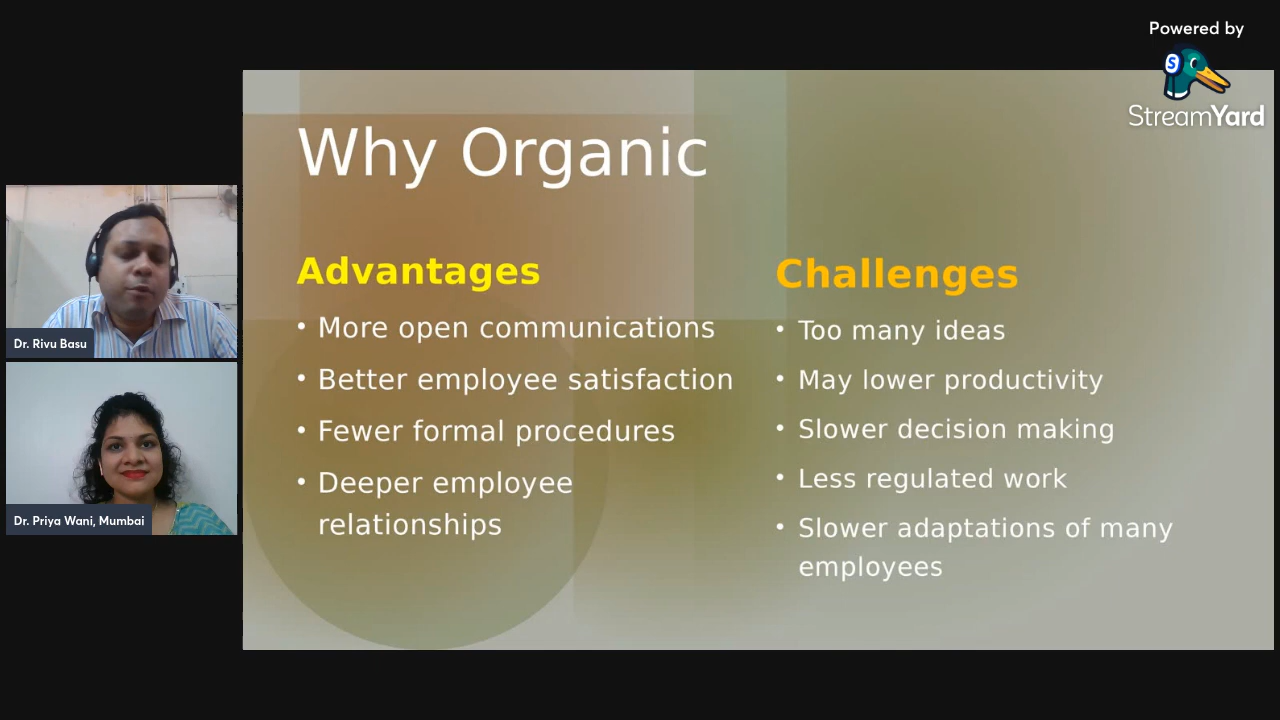 Powered by
StreamYard
Why Organic
Advantages
• More open communications
• Better employee satisfaction
• Fewer formal procedures
• Deeper employee
relationships
Challenges
• Too many ideas
• May lower productivity
• Slower decision making
• Less regulated work
• Slower adaptations of many
employees
Dr. Rivu Basu
Dr. Priya Wani, Mumbai